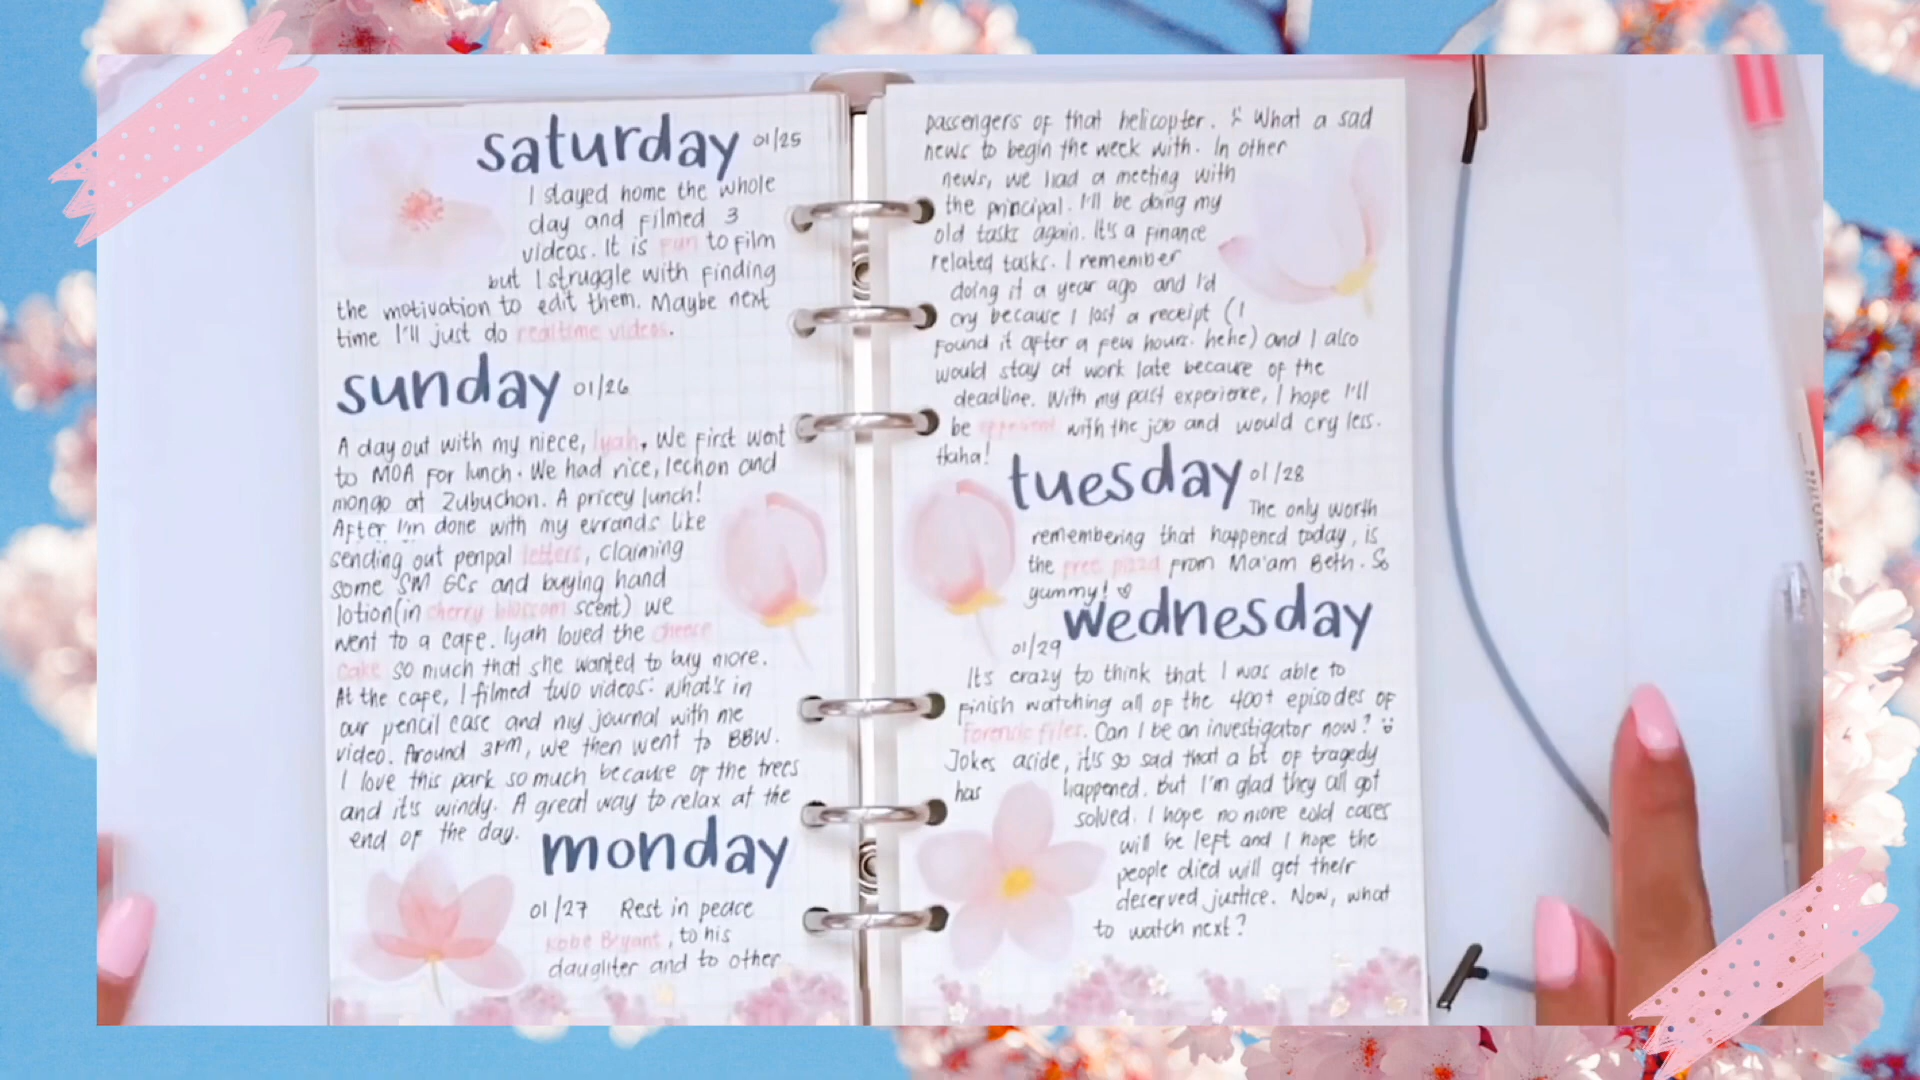 saturday 01/25
I stayed home the whole
day and filmed 3
videos. It is fun to film
but I struggle with finding
the motivation to edit them. Maybe next
time I'll just do realtime videos.
sunday 01/26
A day out with my niece, Iyah. We first went
to MOA for lunch. We had rice, lechon and
mongo at Zubuchon. A pricey lunch!
After I'm done with my errands like
sending out penpal letters, claiming
some SM GCs and buying hand
lotion(in cherry blossom scent) we
went to a cafe. Iyah loved the cheese
cake so much that she wanted to buy more.
At the cafe, I filmed two videos: what's in
our pencil case and my journal with me
video. Around 3PM, we then went to BBW.
I love this park so much because of the trees
and it's windy. A great way to relax at the
end of the day.
monday
01/27 Rest in peace
Kobe Bryant, to his
daughter and to other
passengers of that helicopter. :( What a sad
news to begin the week with. In other
news, we had a meeting with
the principal. I'll be doing my
old tasks again. It's a finance
related tasks. I remember
doing it a year ago and I'd
cry because I lost a receipt (I
found it after a few hours. hehe) and I also
would stay at work late because of the
deadline. With my past experience, I hope I'll
be with the job and would cry less.
Haha!
tuesday 01/28
The only worth
remembering that happened today, is
the free pizza from Ma'am Beth. So
yummy! ♡
wednesday
01/29
Its crazy to think that I was able to
finish watching all of the 400+ episodes of
Forensic Files. Can I be an investigator now? :)
Jokes aside, it's so sad that a lot of tragedy
has happened. But I'm glad they all got
solved. I hope no more cold cases
will be left and I hope the
people died will get their
deserved justice. Now, what
to watch next?